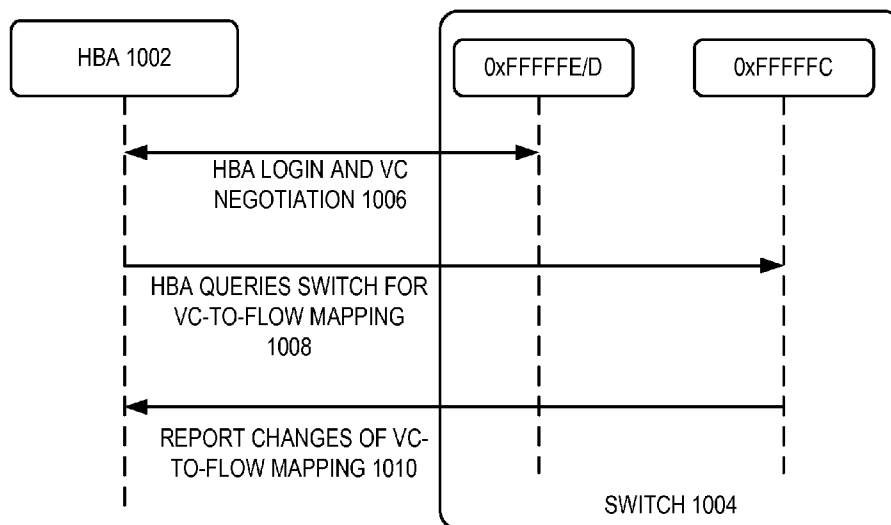 HBA 1002
0xFFFFFE/D
0xFFFFFC
HBA LOGIN AND VC
NEGOTIATION 1006
HBA QUERIES SWITCH FOR
VC-TO-FLOW MAPPING
1008
REPORT CHANGES OF VC-
TO-FLOW MAPPING 1010
SWITCH 1004